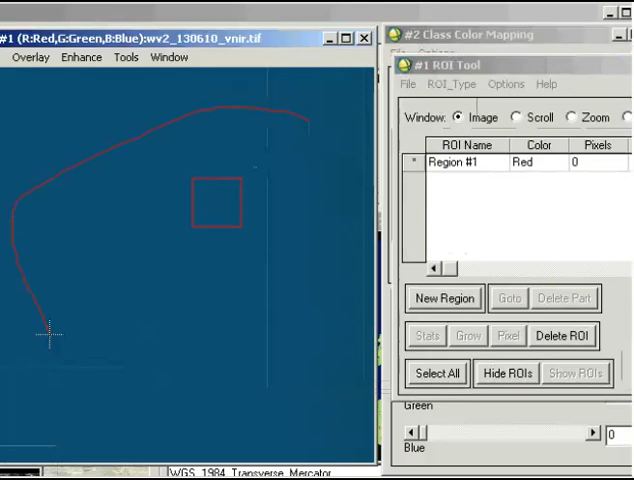 #1 (R:Red,G:Green,B:Blue):wv2_130610_vnir.tif
Overlay Enhance Tools Window
#2 Class Color Mapping
#1 ROI Tool
File ROI_Type Options Help
Window: Image Scroll Zoom
ROI Name Color Pixels
* Region #1 Red 0
New Region Goto Delete Part
Stats Grow Pixel Delete ROI
Select All Hide ROIs Show ROIs
Green
0
Blue
WGS_1984_Transverse_Mercator